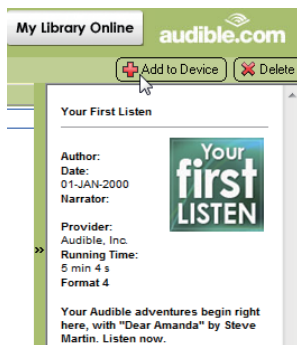 My Library Online
audible.com
Add to Device
Delete
Your First Listen
Author:
Date:
01-JAN-2000
Narrator:
Your
first
LISTEN
Provider:
Audible, Inc.
Running Time:
5 min 4 s
Format 4
»
Your Audible adventures begin right
here, with "Dear Amanda" by Steve
Martin. Listen now.